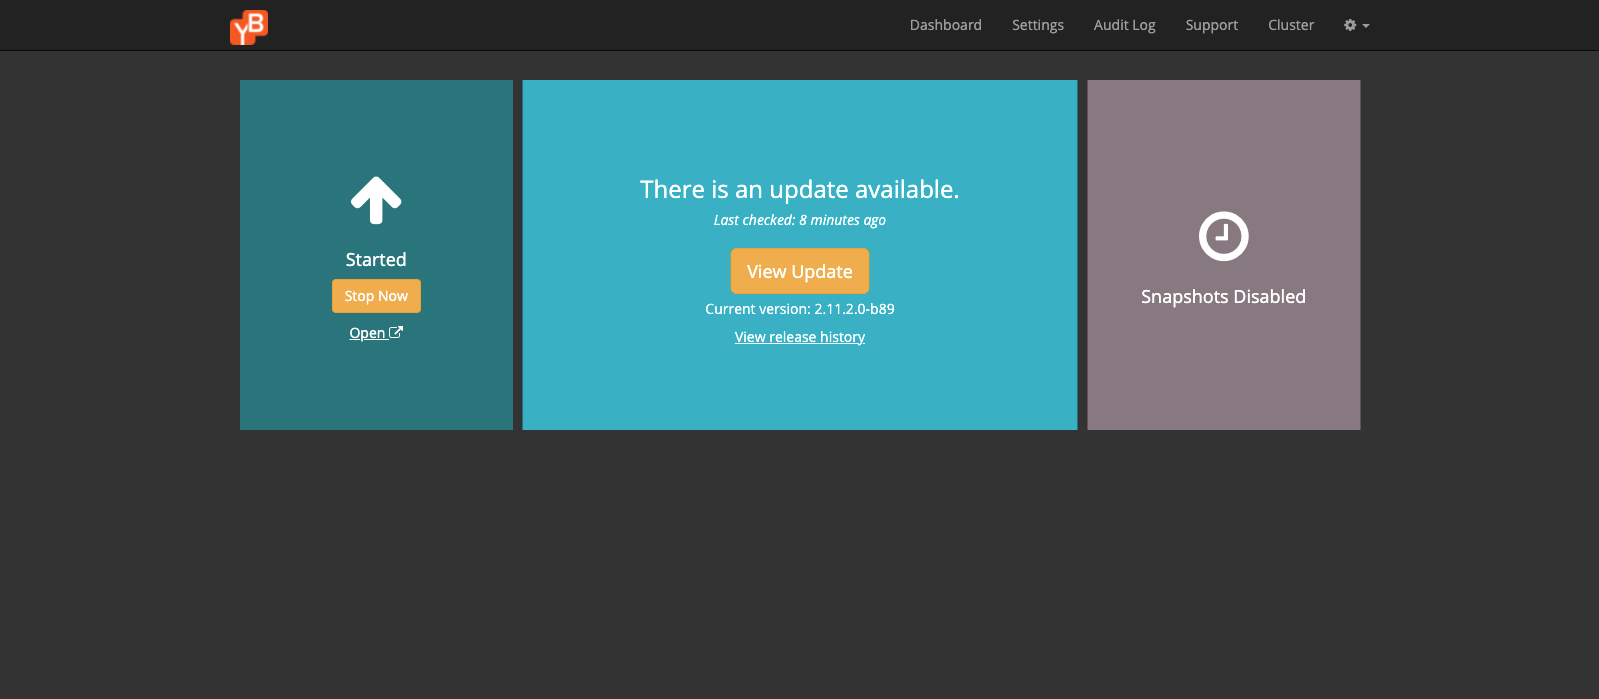 YB
Dashboard Settings Audit Log Support Cluster
Started
Stop Now
Open
There is an update available.
Last checked: 8 minutes ago
View Update
Current version: 2.11.2.0-b89
View release history
Snapshots Disabled